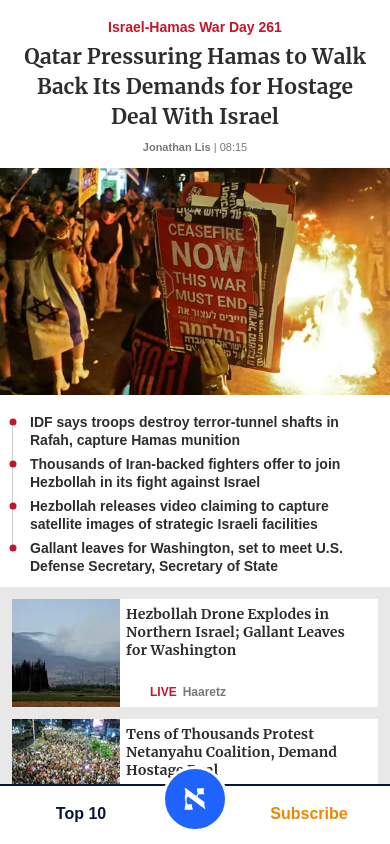 Israel-Hamas War Day 261
Qatar Pressuring Hamas to Walk
Back Its Demands for Hostage
Deal With Israel
Jonathan Lis | 08:15
CEASEFIRE
NOW
THIS WAR
MUST END
חייבים לעצור את
המלחמה
IDF says troops destroy terror-tunnel shafts in
Rafah, capture Hamas munition
Thousands of Iran-backed fighters offer to join
Hezbollah in its fight against Israel
Hezbollah releases video claiming to capture
satellite images of strategic Israeli facilities
Gallant leaves for Washington, set to meet U.S.
Defense Secretary, Secretary of State
Hezbollah Drone Explodes in
Northern Israel; Gallant Leaves
for Washington
LIVE Haaretz
Tens of Thousands Protest
Netanyahu Coalition, Demand
Hostage Deal
Top 10
Subscribe